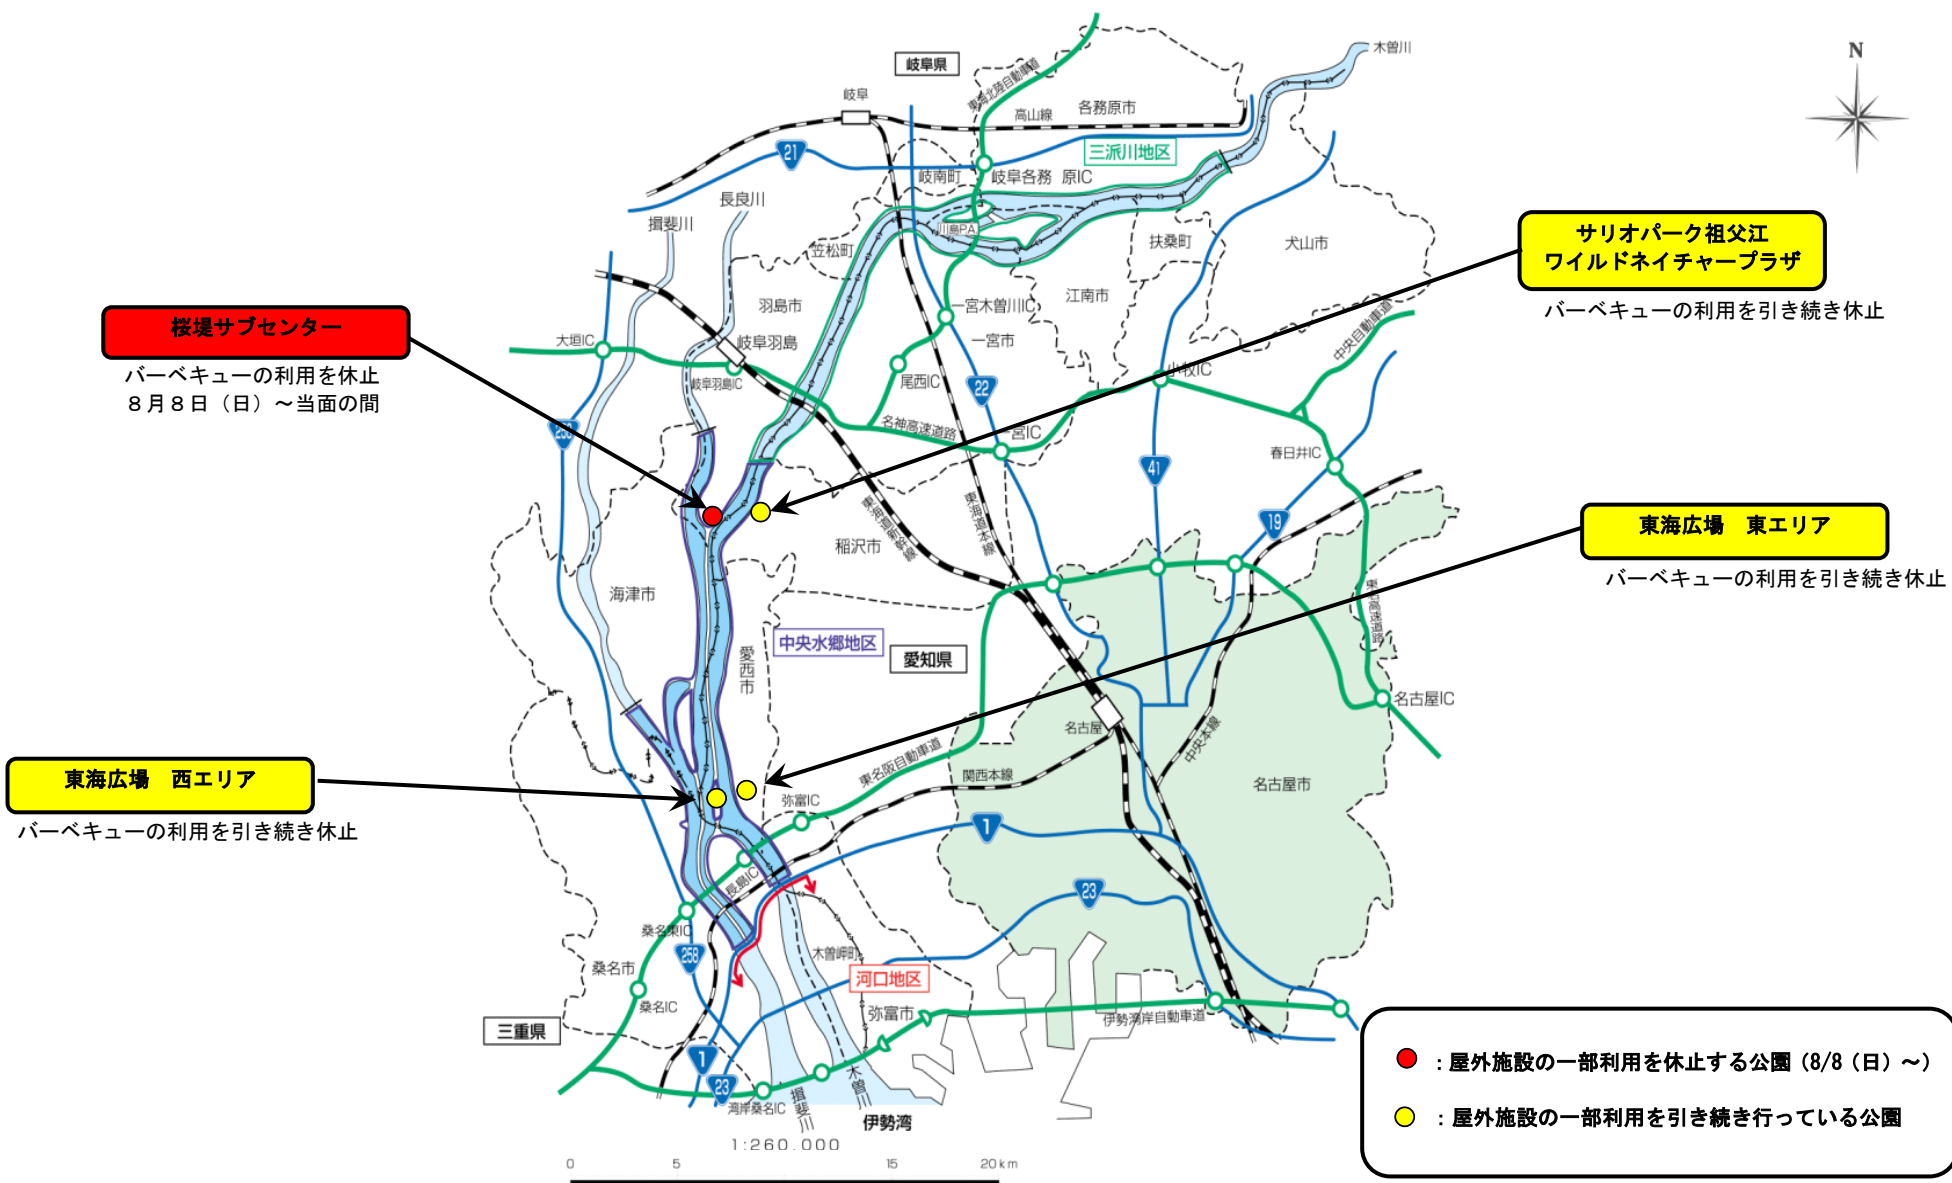 木曽川
N
岐阜県
東海北陸自動車道
岐阜
高山線
各務原市
21
三派川地区
岐南町
岐阜各務原IC
長良川
揖斐川
川島P.A
笠松町
扶桑町
犬山市
サリオパーク祖父江
ワイルドネイチャープラザ
バーベキューの利用を引き続き休止
羽島市
一宮木曽川IC
江南市
桜堤サブセンター
バーベキューの利用を休止
8月8日（日）～当面の間
大垣IC
岐阜羽島
一宮市
中央自動車道
岐阜羽島IC
尾西IC
22
小牧IC
名神高速道路
一宮IC
258
春日井IC
41
東海道新幹線
東海道本線
19
稲沢市
東海広場 東エリア
バーベキューの利用を引き続き休止
海津市
中央水郷地区
愛知県
愛西市
名古屋IC
名古屋
中央本線
東名阪自動車道
関西本線
名古屋市
東海広場 西エリア
バーベキューの利用を引き続き休止
弥富IC
1
長島IC
23
桑名東IC
258
木曽岬町
桑名市
河口地区
桑名IC
弥富市
伊勢湾岸自動車道
三重県
1
23
湾岸桑名IC
揖斐川
木曽川
伊勢湾
1:260.000
0 5 15 20km
：屋外施設の一部利用を休止する公園（8/8（日）～）
：屋外施設の一部利用を引き続き行っている公園